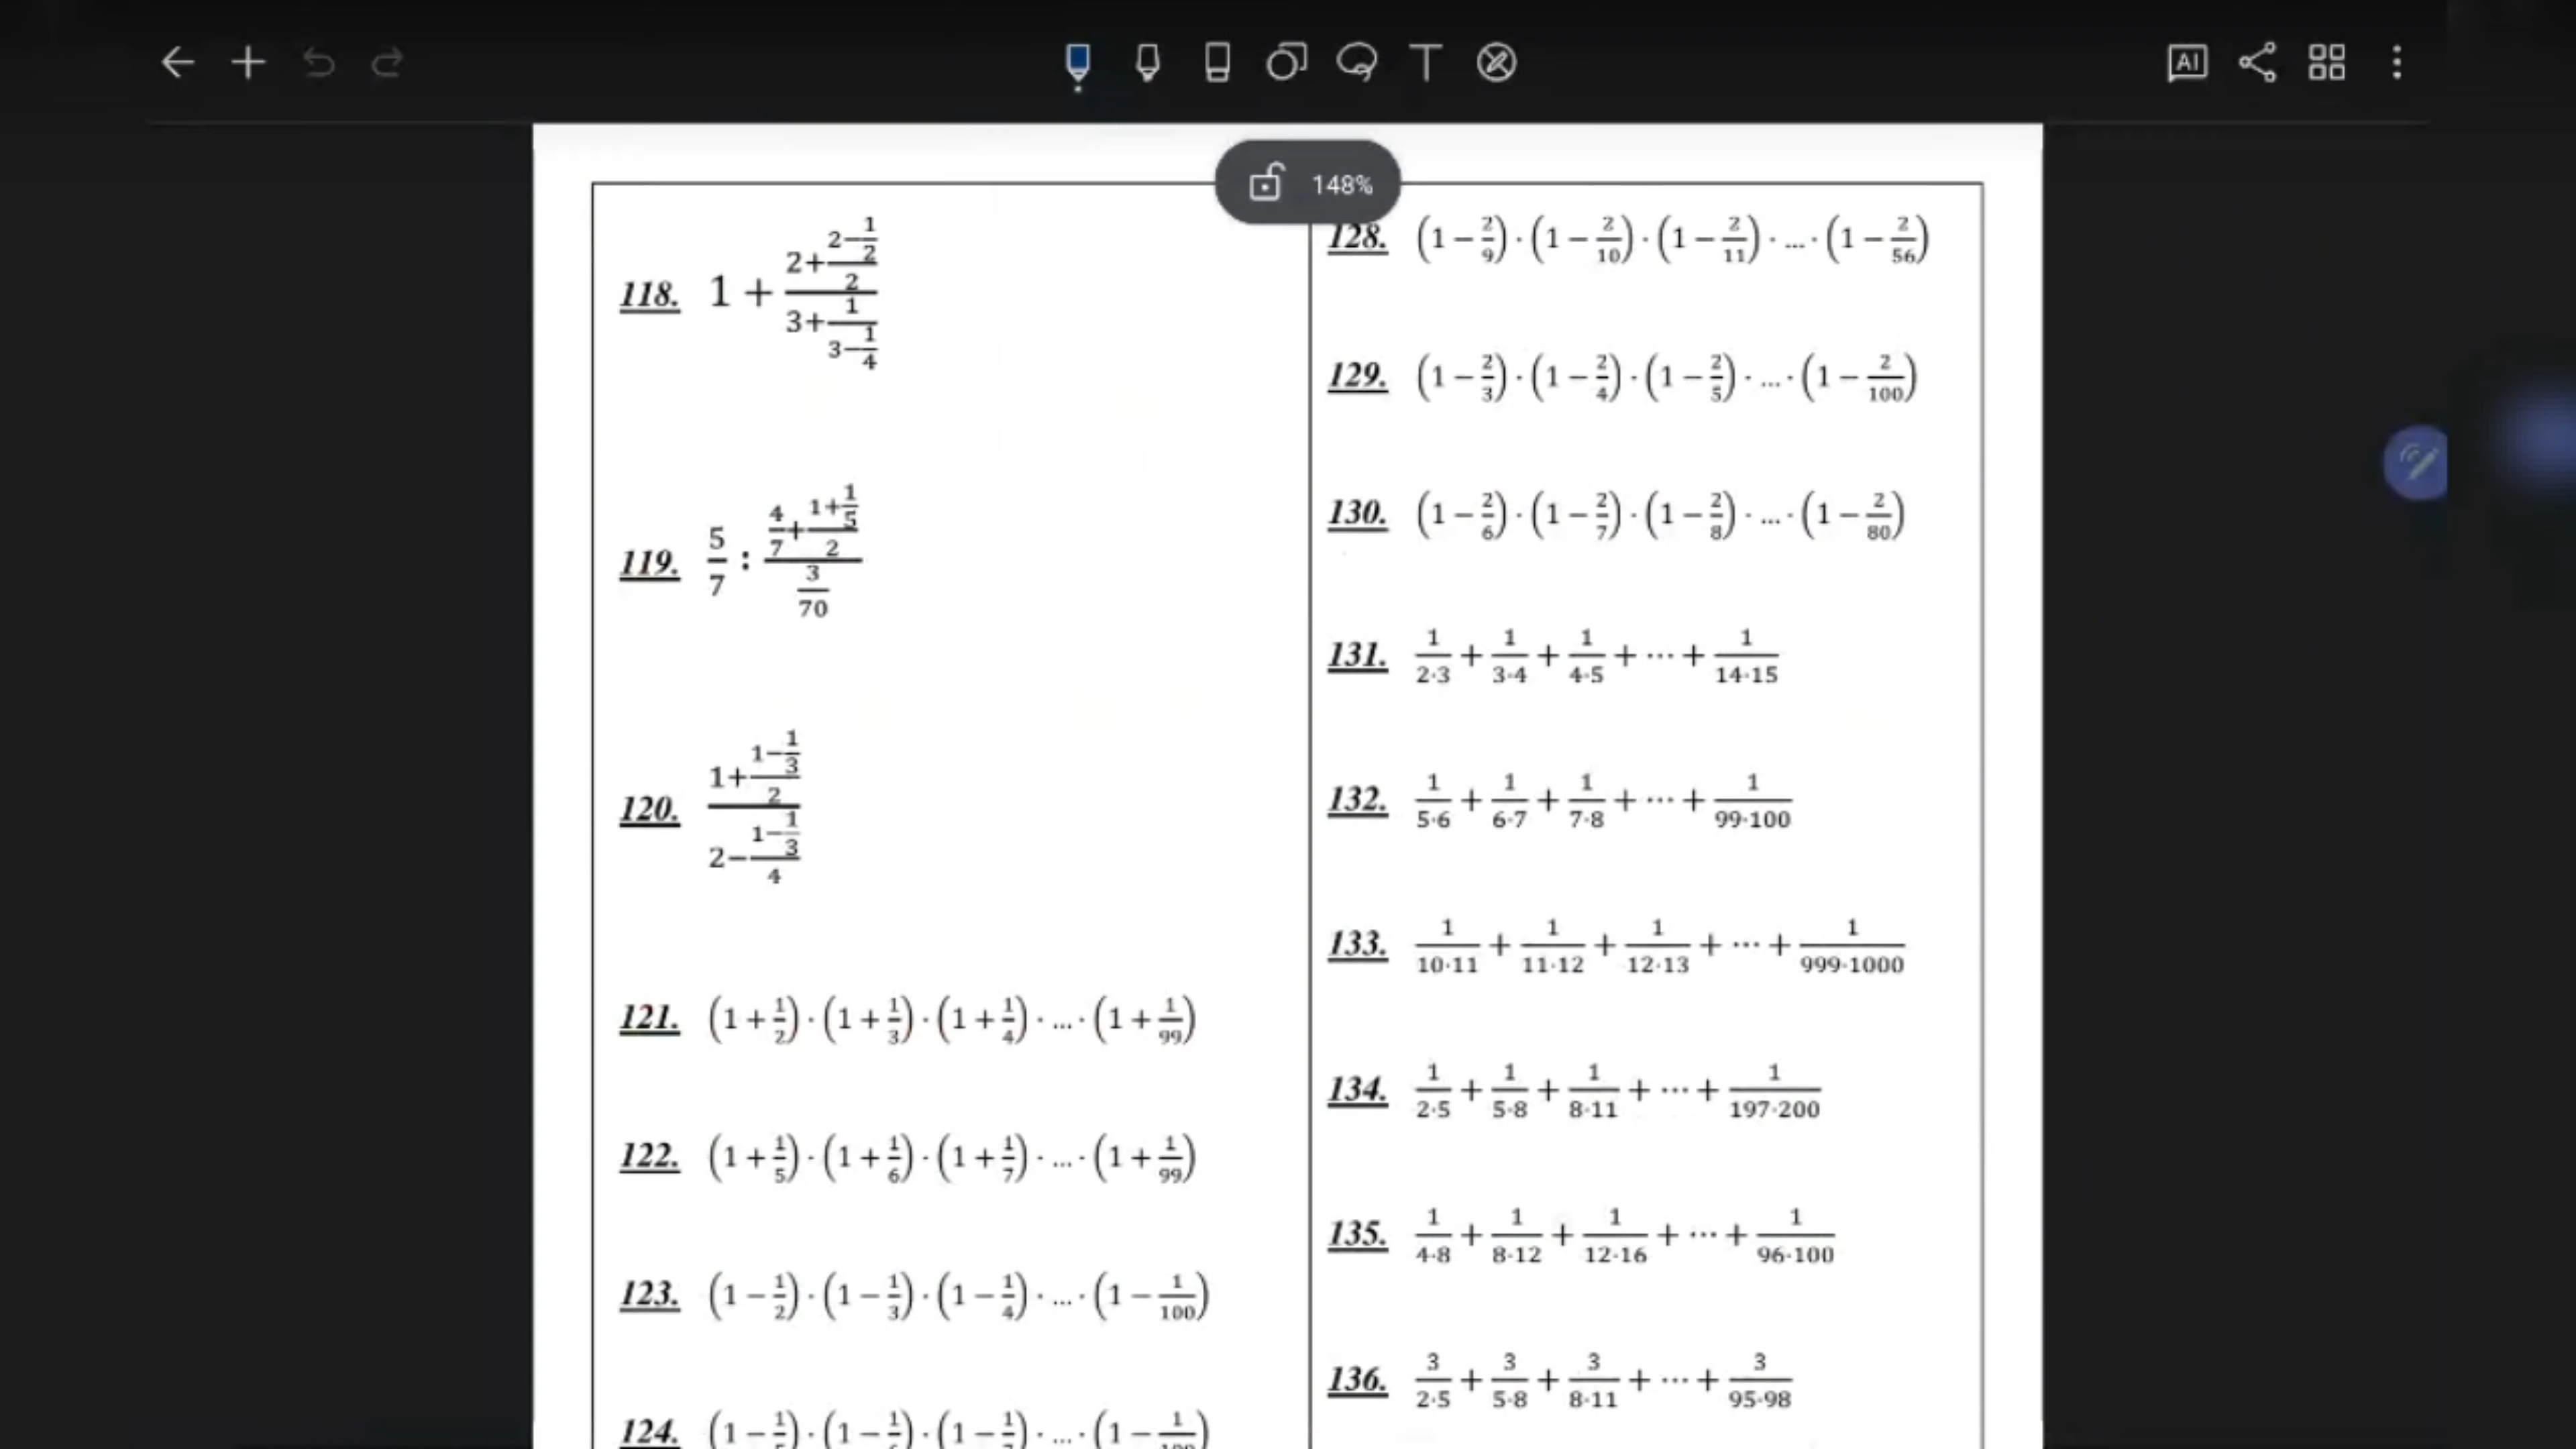 AI
148%
118. 1 + (2+(2-1/2)/2)/(3+1/(3-1/4))
119. 5/7 : (4/7+(1+1/5)/2)/(3/70)
120. (1+(1-1/3)/2)/(2-(1-1/3)/4)
121. (1 + 1/2) · (1 + 1/3) · (1 + 1/4) · ... · (1 + 1/99)
122. (1 + 1/5) · (1 + 1/6) · (1 + 1/7) · ... · (1 + 1/99)
123. (1 − 1/2) · (1 − 1/3) · (1 − 1/4) · ... · (1 − 1/100)
124.
128. (1 − 2/9) · (1 − 2/10) · (1 − 2/11) · ... · (1 − 2/56)
129. (1 − 2/3) · (1 − 2/4) · (1 − 2/5) · ... · (1 − 2/100)
130. (1 − 2/6) · (1 − 2/7) · (1 − 2/8) · ... · (1 − 2/80)
131. 1/2·3 + 1/3·4 + 1/4·5 + ··· + 1/14·15
132. 1/5·6 + 1/6·7 + 1/7·8 + ··· + 1/99·100
133. 1/10·11 + 1/11·12 + 1/12·13 + ··· + 1/999·1000
134. 1/2·5 + 1/5·8 + 1/8·11 + ··· + 1/197·200
135. 1/4·8 + 1/8·12 + 1/12·16 + ··· + 1/96·100
136. 3/2·5 + 3/5·8 + 3/8·11 + ··· + 3/95·98